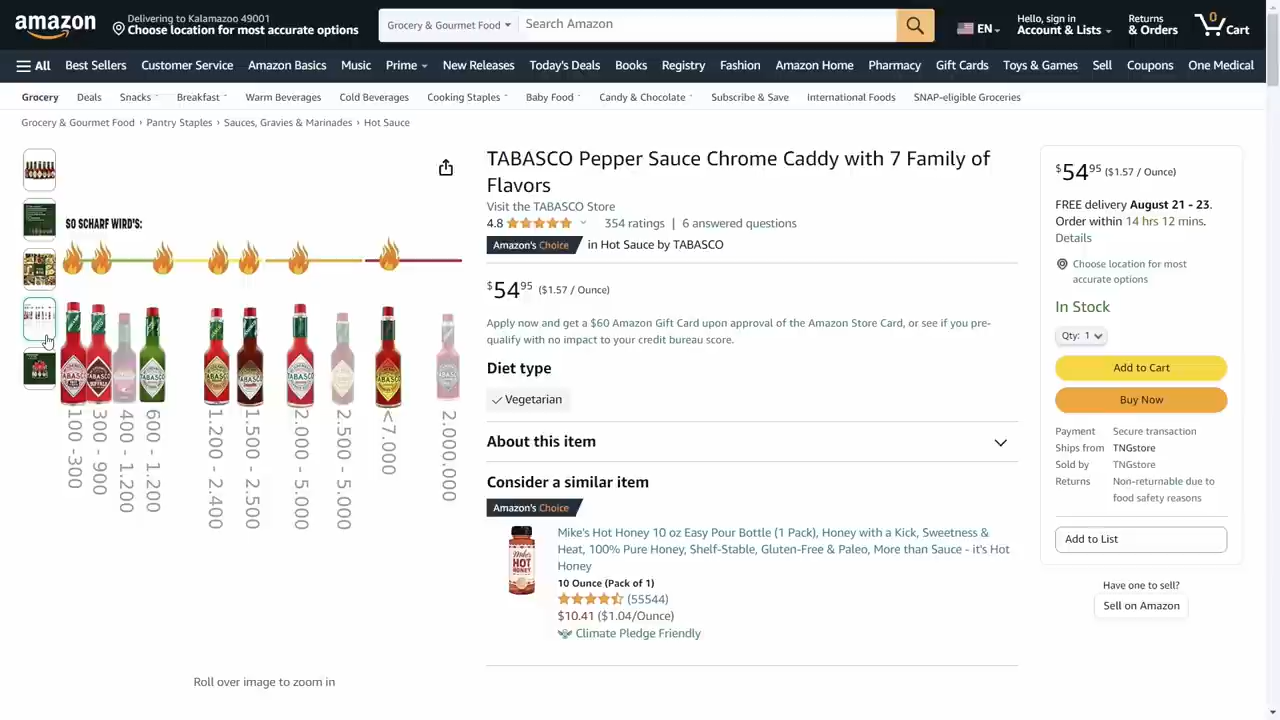 amazon
Delivering to Kalamazoo 49001
Choose location for most accurate options
Grocery & Gourmet Food
Search Amazon
EN
Hello, sign in
Account & Lists
Returns
& Orders
0
Cart
All
Best Sellers
Customer Service
Amazon Basics
Music
Prime
New Releases
Today's Deals
Books
Registry
Fashion
Amazon Home
Pharmacy
Gift Cards
Toys & Games
Sell
Coupons
One Medical
Grocery
Deals
Snacks
Breakfast
Warm Beverages
Cold Beverages
Cooking Staples
Baby Food
Candy & Chocolate
Subscribe & Save
International Foods
SNAP-eligible Groceries
Grocery & Gourmet Food › Pantry Staples › Sauces, Gravies & Marinades › Hot Sauce
SO SCHARF WIRD'S:
TABASCO
TABASCO
TABASCO
TABASCO
TABASCO
TABASCO
TABASCO
100 -300
300 - 900
400 - 1.200
600 - 1.200
1.200 - 2.400
1.500 - 2.500
2.000 - 5.000
2.500 - 5.000
<7.000
2.000.000
Roll over image to zoom in
TABASCO Pepper Sauce Chrome Caddy with 7 Family of
Flavors
Visit the TABASCO Store
4.8
354 ratings | 6 answered questions
Amazon's Choice in Hot Sauce by TABASCO
$54 95 ($1.57 / Ounce)
Apply now and get a $60 Amazon Gift Card upon approval of the Amazon Store Card, or see if you pre-
qualify with no impact to your credit bureau score.
Diet type
Vegetarian
About this item
Consider a similar item
Amazon's Choice
Mike's HOT HONEY
Mike's Hot Honey 10 oz Easy Pour Bottle (1 Pack), Honey with a Kick, Sweetness &
Heat, 100% Pure Honey, Shelf-Stable, Gluten-Free & Paleo, More than Sauce - it's Hot
Honey
10 Ounce (Pack of 1)
(55544)
$10.41 ($1.04/Ounce)
Climate Pledge Friendly
$54 95 ($1.57 / Ounce)
FREE delivery August 21 - 23.
Order within 14 hrs 12 mins.
Details
Choose location for most
accurate options
In Stock
Qty: 1
Add to Cart
Buy Now
Payment Secure transaction
Ships from TNGstore
Sold by TNGstore
Returns Non-returnable due to
food safety reasons
Add to List
Have one to sell?
Sell on Amazon